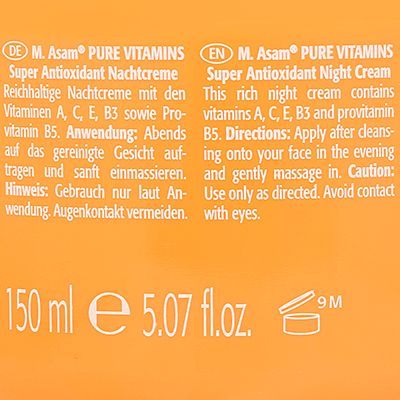 DE M. Asam® PURE VITAMINS
Super Antioxidant Nachtcreme
Reichhaltige Nachtcreme mit den
Vitaminen A, C, E, B3 sowie Pro-
vitamin B5. Anwendung: Abends
auf das gereinigte Gesicht auf-
tragen und sanft einmassieren.
Hinweis: Gebrauch nur laut An-
wendung. Augenkontakt vermeiden.
EN M. Asam® PURE VITAMINS
Super Antioxidant Night Cream
This rich night cream contains
vitamins A, C, E, B3 and provitamin
B5. Directions: Apply after cleans-
ing onto your face in the evening
and gently massage in. Caution:
Use only as directed. Avoid contact
with eyes.
150 ml e 5.07 fl.oz. 9M